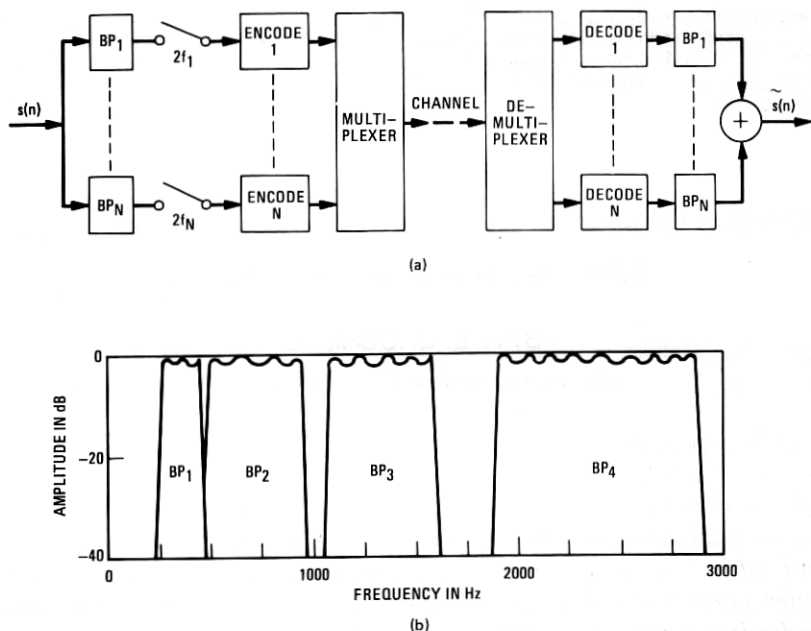 s(n)
BP1
2f1
ENCODE
1
BPN
2fN
ENCODE
N
MULTI-
PLEXER
CHANNEL
DE-
MULTI-
PLEXER
DECODE
1
BP1
DECODE
N
BPN
+
~
s(n)
(a)
AMPLITUDE IN dB
0
-20
-40
BP1
BP2
BP3
BP4
0
1000
2000
3000
FREQUENCY IN Hz
(b)